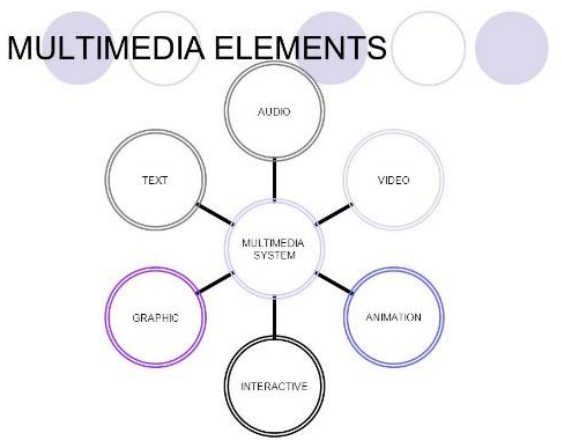 MULTIMEDIA ELEMENTS
AUDIO
TEXT
VIDEO
MULTIMEDIA
SYSTEM
GRAPHIC
ANIMATION
INTERACTIVE